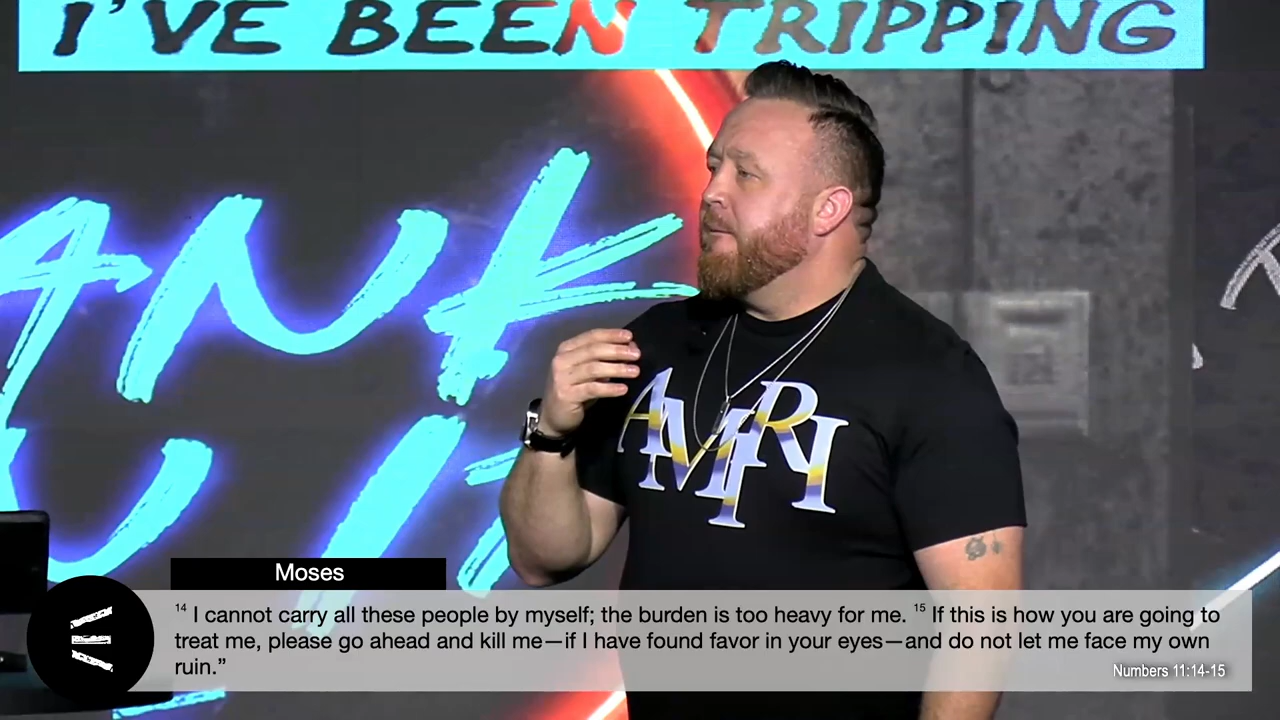 I'VE BEEN TRIPPING
ANK
U
AMIRI
Moses
14 I cannot carry all these people by myself; the burden is too heavy for me. 15 If this is how you are going to
treat me, please go ahead and kill me—if I have found favor in your eyes—and do not let me face my own
ruin.”
Numbers 11:14-15